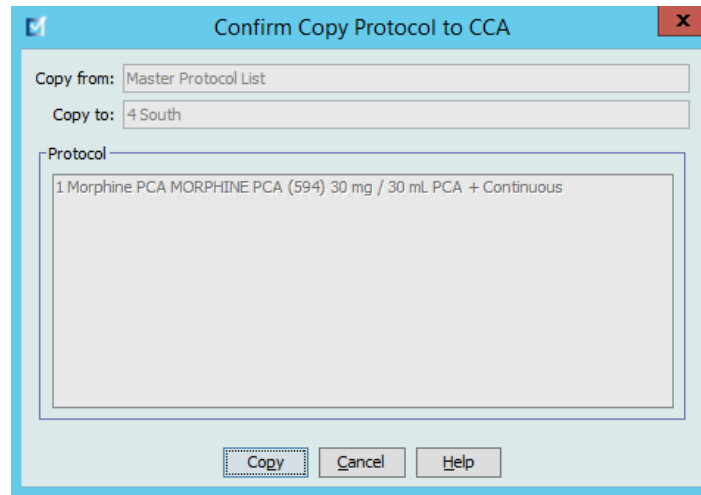 Confirm Copy Protocol to CCA
x
Copy from: Master Protocol List
Copy to: 4 South
Protocol
1 Morphine PCA MORPHINE PCA (594) 30 mg / 30 mL PCA + Continuous
Copy Cancel Help